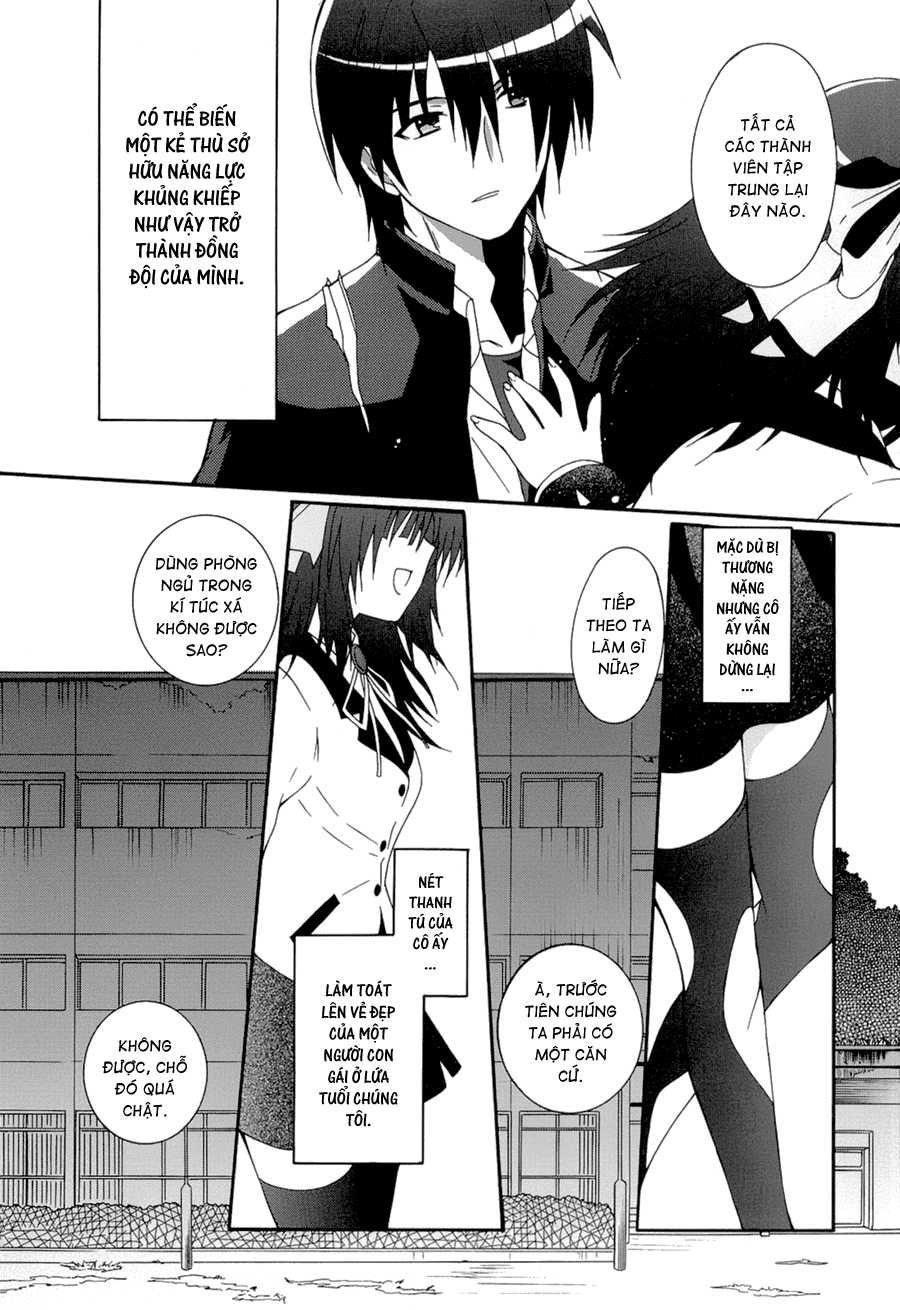 TẤT CẢ
CÁC THÀNH
VIÊN TẬP
TRUNG LẠI
ĐÂY NÀO.
CÓ THỂ BIẾN
MỘT KẺ THÙ SỞ
HỮU NĂNG LỰC
KHỦNG KHIẾP
NHƯ VẬY TRỞ
THÀNH ĐỒNG
ĐỘI CỦA MÌNH.
MẶC DÙ BỊ
THƯƠNG
NẶNG
NHƯNG CÔ
ẤY VẪN
KHÔNG
DỪNG LẠI
...
TIẾP
THEO TA
LÀM GÌ
NỮA?
À, TRƯỚC
TIÊN CHÚNG
TA PHẢI CÓ
MỘT CĂN
CỨ.
NÉT
THANH
TÚ CỦA
CÔ ẤY
...
LÀM TOÁT
LÊN VẺ ĐẸP
CỦA MỘT
NGƯỜI CON
GÁI Ở LỨA
TUỔI CHÚNG
TÔI.
DÙNG PHÒNG
NGỦ TRONG
KÍ TÚC XÁ
KHÔNG ĐƯỢC
SAO?
KHÔNG
ĐƯỢC, CHỖ
ĐÓ QUÁ
CHẬT.